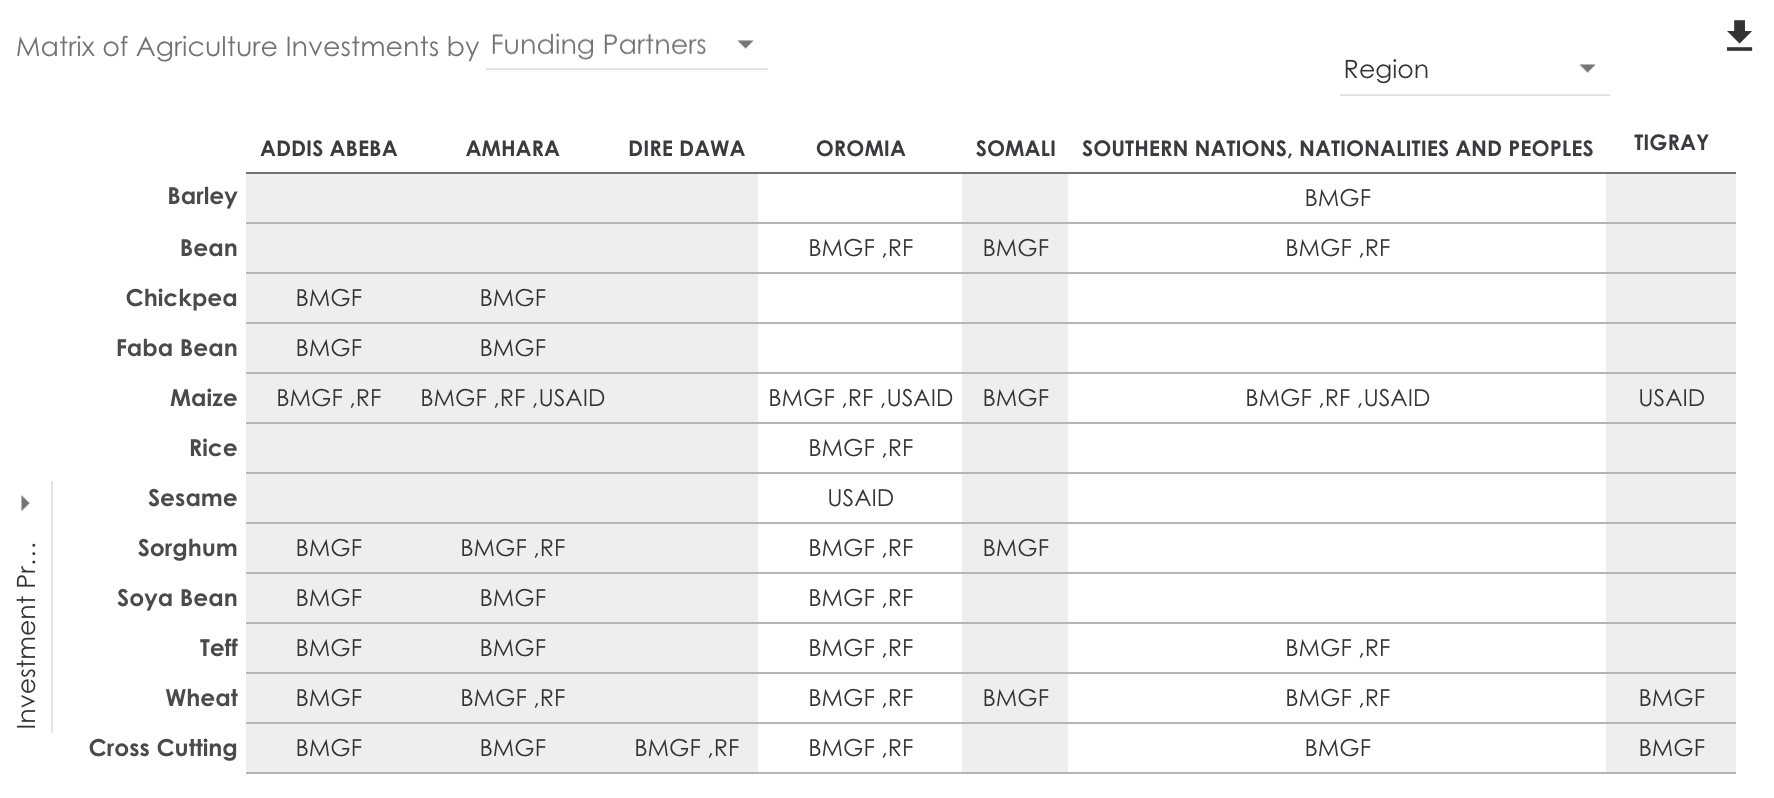 Matrix of Agriculture Investments by Funding Partners
Region
ADDIS ABEBA AMHARA DIRE DAWA OROMIA SOMALI SOUTHERN NATIONS, NATIONALITIES AND PEOPLES TIGRAY
Barley BMGF
Bean BMGF ,RF BMGF BMGF ,RF
Chickpea BMGF BMGF
Faba Bean BMGF BMGF
Maize BMGF ,RF BMGF ,RF ,USAID BMGF ,RF ,USAID BMGF BMGF ,RF ,USAID USAID
Rice BMGF ,RF
Sesame USAID
Sorghum BMGF BMGF ,RF BMGF ,RF BMGF
Soya Bean BMGF BMGF BMGF ,RF
Teff BMGF BMGF BMGF ,RF BMGF ,RF
Wheat BMGF BMGF ,RF BMGF ,RF BMGF BMGF ,RF BMGF
Cross Cutting BMGF BMGF BMGF ,RF BMGF ,RF BMGF BMGF
Investment Pr...